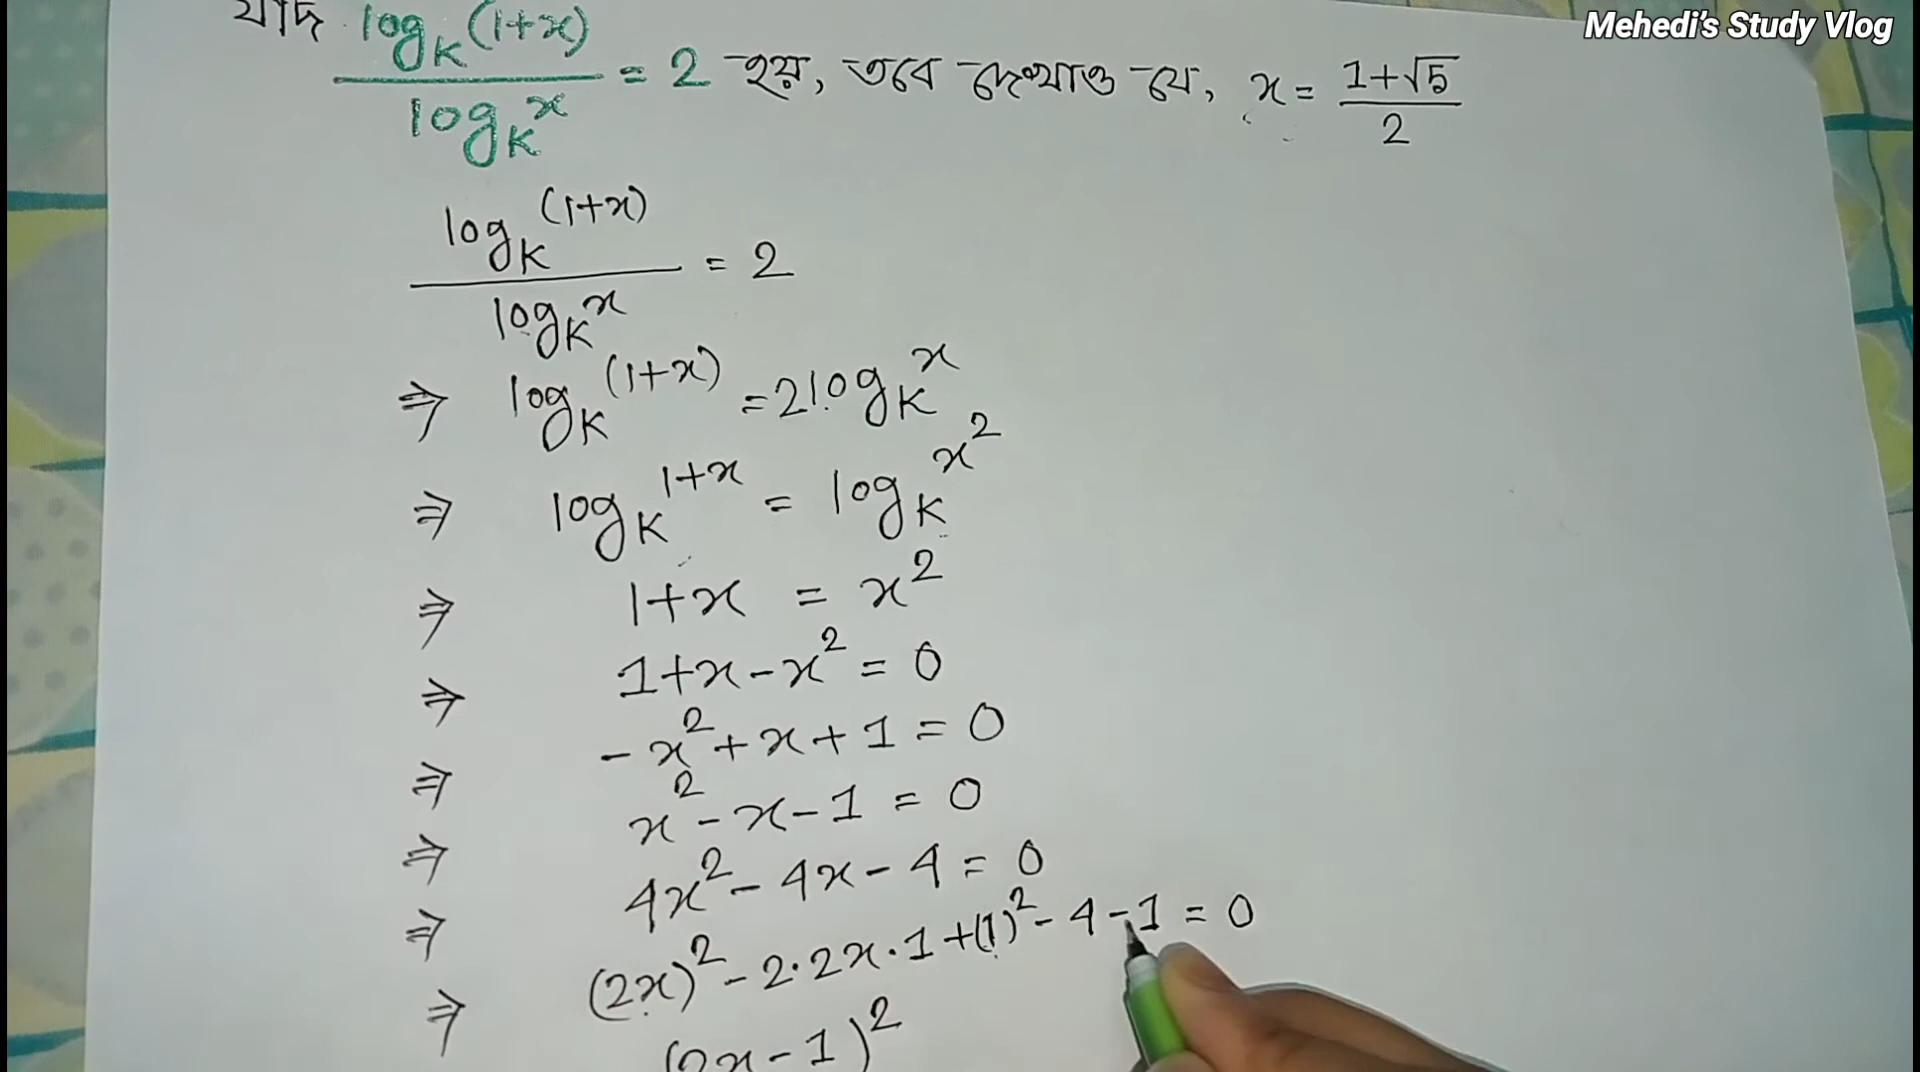 Mehedi's Study Vlog
যদি log_k(1+x) / log_k^x = 2 হয়, তবে দেখাও যে, x = (1+√5)/2
log_k^(1+x) / log_k^x = 2
⇒ log_k^(1+x) = 2log_k^x
⇒ log_k^1+x = log_k^x²
⇒ 1+x = x²
⇒ 1+x-x² = 0
⇒ -x²+x+1 = 0
⇒ x²-x-1 = 0
⇒ 4x²-4x-4 = 0
⇒ (2x)²-2·2x·1+(1)²-4-1 = 0
(2x-1)²